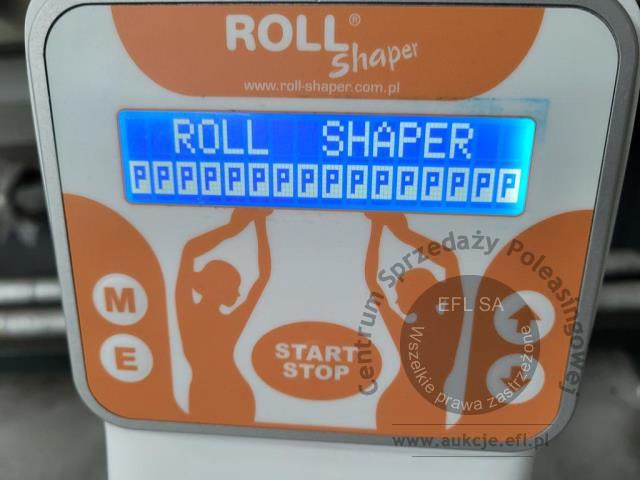 ROLL®
Shaper
www.roll-shaper.com.pl
ROLL SHAPER
PPPPPPPPPPPPPPPP
M
E
START
STOP
Centrum Sprzedaży Poleasingowej
EFL SA
Wszelkie prawa zastrzeżone
www.aukcje.efl.pl